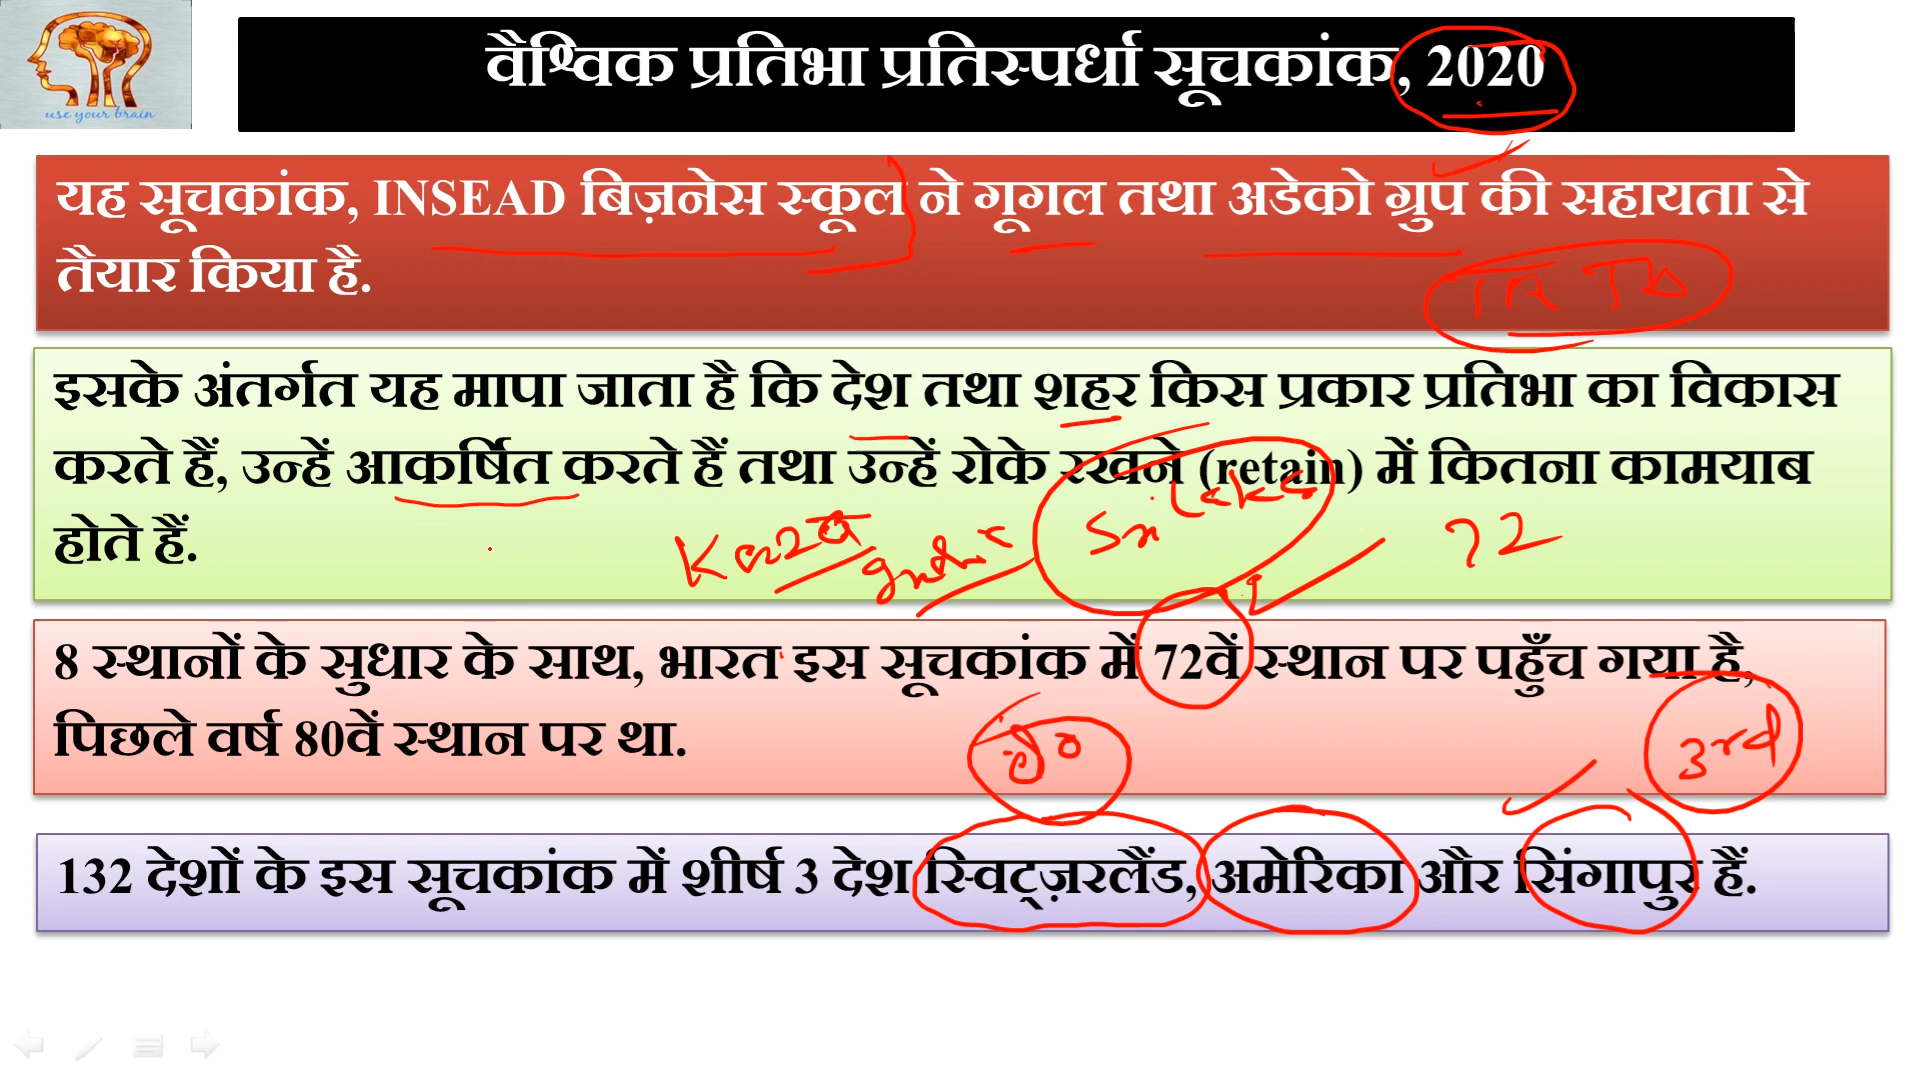 use your brain
वैश्विक प्रतिभा प्रतिस्पर्धा सूचकांक, 2020
यह सूचकांक, INSEAD बिज़नेस स्कूल ने गूगल तथा अडेको ग्रुप की सहायता से
तैयार किया है.
इसके अंतर्गत यह मापा जाता है कि देश तथा शहर किस प्रकार प्रतिभा का विकास
करते हैं, उन्हें आकर्षित करते हैं तथा उन्हें रोके रखने (retain) में कितना कामयाब
होते हैं.
72
8 स्थानों के सुधार के साथ, भारत इस सूचकांक में 72वें स्थान पर पहुँच गया है,
पिछले वर्ष 80वें स्थान पर था.
3rd
132 देशों के इस सूचकांक में शीर्ष 3 देश स्विट्ज़रलैंड, अमेरिका और सिंगापुर हैं.